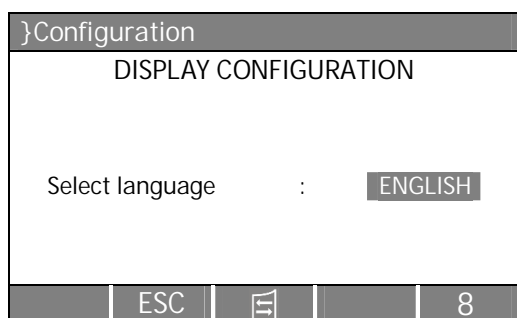 }Configuration
DISPLAY CONFIGURATION
Select language : ENGLISH
ESC 8